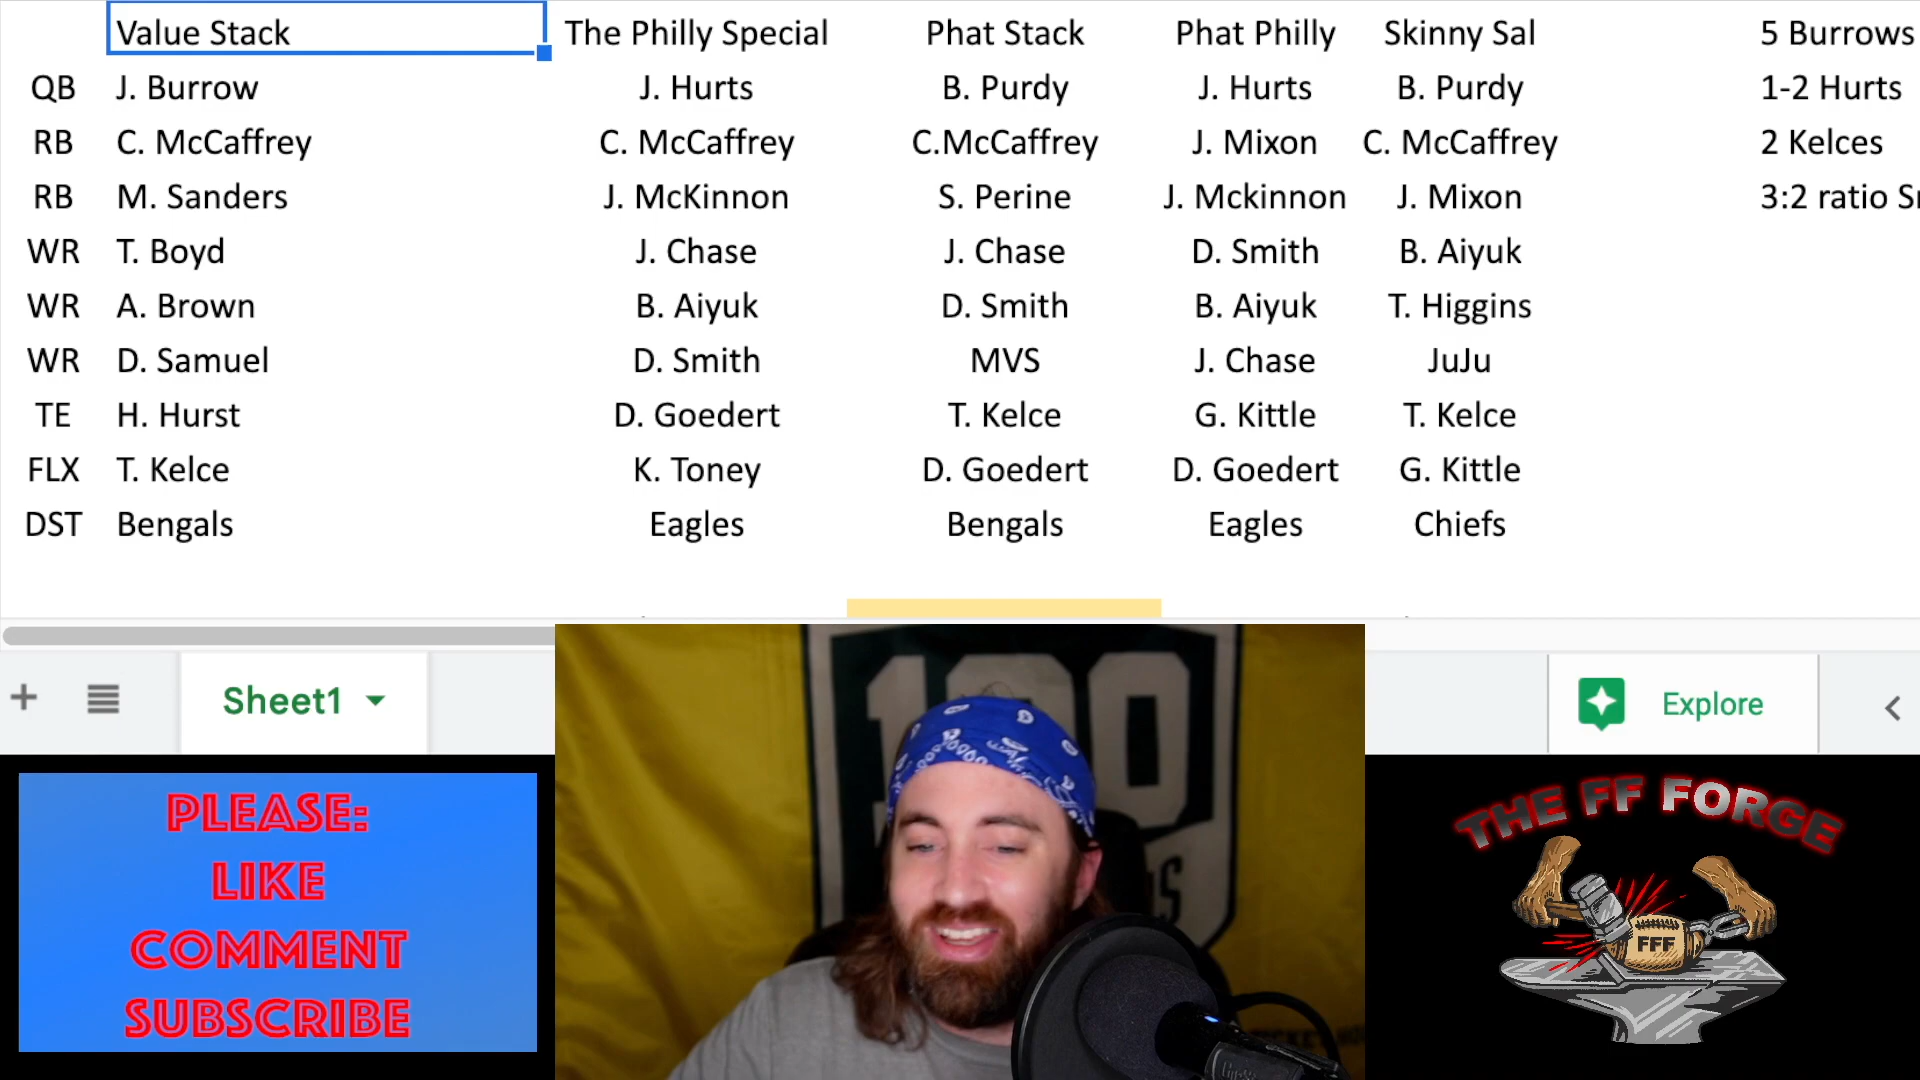 Value Stack The Philly Special Phat Stack Phat Philly Skinny Sal 5 Burrows
QB J. Burrow J. Hurts B. Purdy J. Hurts B. Purdy 1-2 Hurts
RB C. McCaffrey C. McCaffrey C.McCaffrey J. Mixon C. McCaffrey 2 Kelces
RB M. Sanders J. McKinnon S. Perine J. Mckinnon J. Mixon 3:2 ratio
WR T. Boyd J. Chase J. Chase D. Smith B. Aiyuk
WR A. Brown B. Aiyuk D. Smith B. Aiyuk T. Higgins
WR D. Samuel D. Smith MVS J. Chase JuJu
TE H. Hurst D. Goedert T. Kelce G. Kittle T. Kelce
FLX T. Kelce K. Toney D. Goedert D. Goedert G. Kittle
DST Bengals Eagles Bengals Eagles Chiefs
Sheet1
Explore
100
PLEASE:
LIKE
COMMENT
SUBSCRIBE
THE FF FORGE
FFF